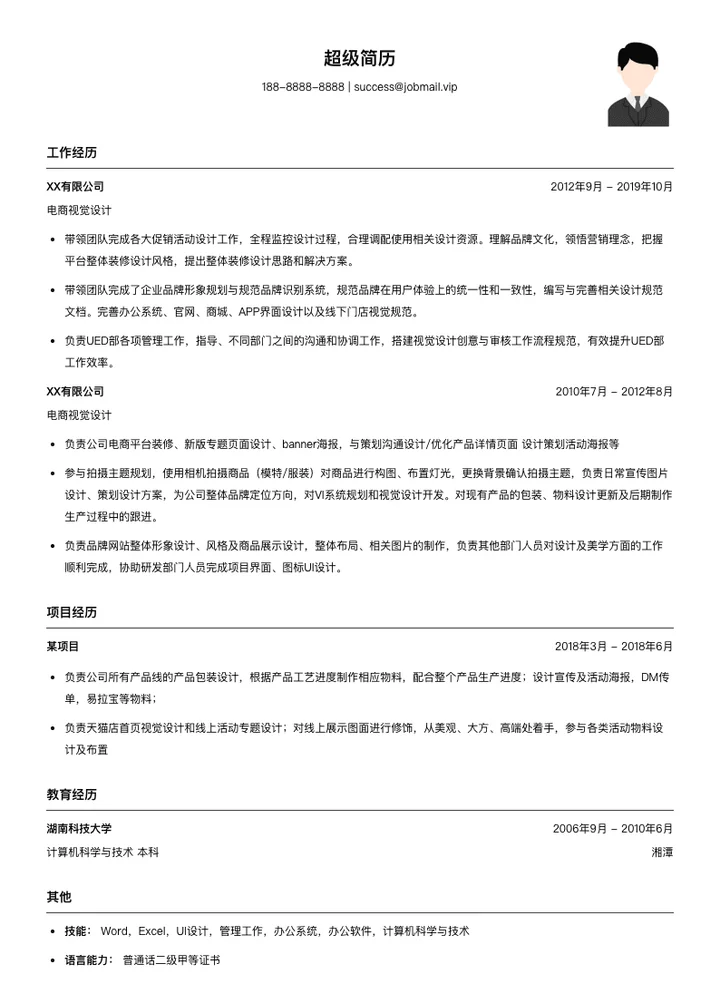 超级简历
188-8888-8888 | success@jobmail.vip
工作经历
XX有限公司 2012年9月 – 2019年10月
电商视觉设计
• 带领团队完成各大促销活动设计工作，全程监控设计过程，合理调配使用相关设计资源。理解品牌文化，领悟营销理念，把握
平台整体装修设计风格，提出整体装修设计思路和解决方案。
• 带领团队完成了企业品牌形象规划与规范品牌识别系统，规范品牌在用户体验上的统一性和一致性，编写与完善相关设计规范
文档。完善办公系统、官网、商城、APP界面设计以及线下门店视觉规范。
• 负责UED部各项管理工作，指导、不同部门之间的沟通和协调工作，搭建视觉设计创意与审核工作流程规范，有效提升UED部
工作效率。
XX有限公司 2010年7月 – 2012年8月
电商视觉设计
• 负责公司电商平台装修、新版专题页面设计、banner海报，与策划沟通设计/优化产品详情页面 设计策划活动海报等
• 参与拍摄主题规划，使用相机拍摄商品（模特/服装）对商品进行构图、布置灯光，更换背景确认拍摄主题，负责日常宣传图片
设计、策划设计方案，为公司整体品牌定位方向，对VI系统规划和视觉设计开发。对现有产品的包装、物料设计更新及后期制作
生产过程中的跟进。
• 负责品牌网站整体形象设计、风格及商品展示设计，整体布局、相关图片的制作，负责其他部门人员对设计及美学方面的工作
顺利完成，协助研发部门人员完成项目界面、图标UI设计。
项目经历
某项目 2018年3月 – 2018年6月
• 负责公司所有产品线的产品包装设计，根据产品工艺进度制作相应物料，配合整个产品生产进度；设计宣传及活动海报，DM传
单，易拉宝等物料；
• 负责天猫店首页视觉设计和线上活动专题设计；对线上展示图面进行修饰，从美观、大方、高端处着手，参与各类活动物料设
计及布置
教育经历
湖南科技大学 2006年9月 – 2010年6月
计算机科学与技术 本科 湘潭
其他
• 技能： Word，Excel，UI设计，管理工作，办公系统，办公软件，计算机科学与技术
• 语言能力： 普通话二级甲等证书